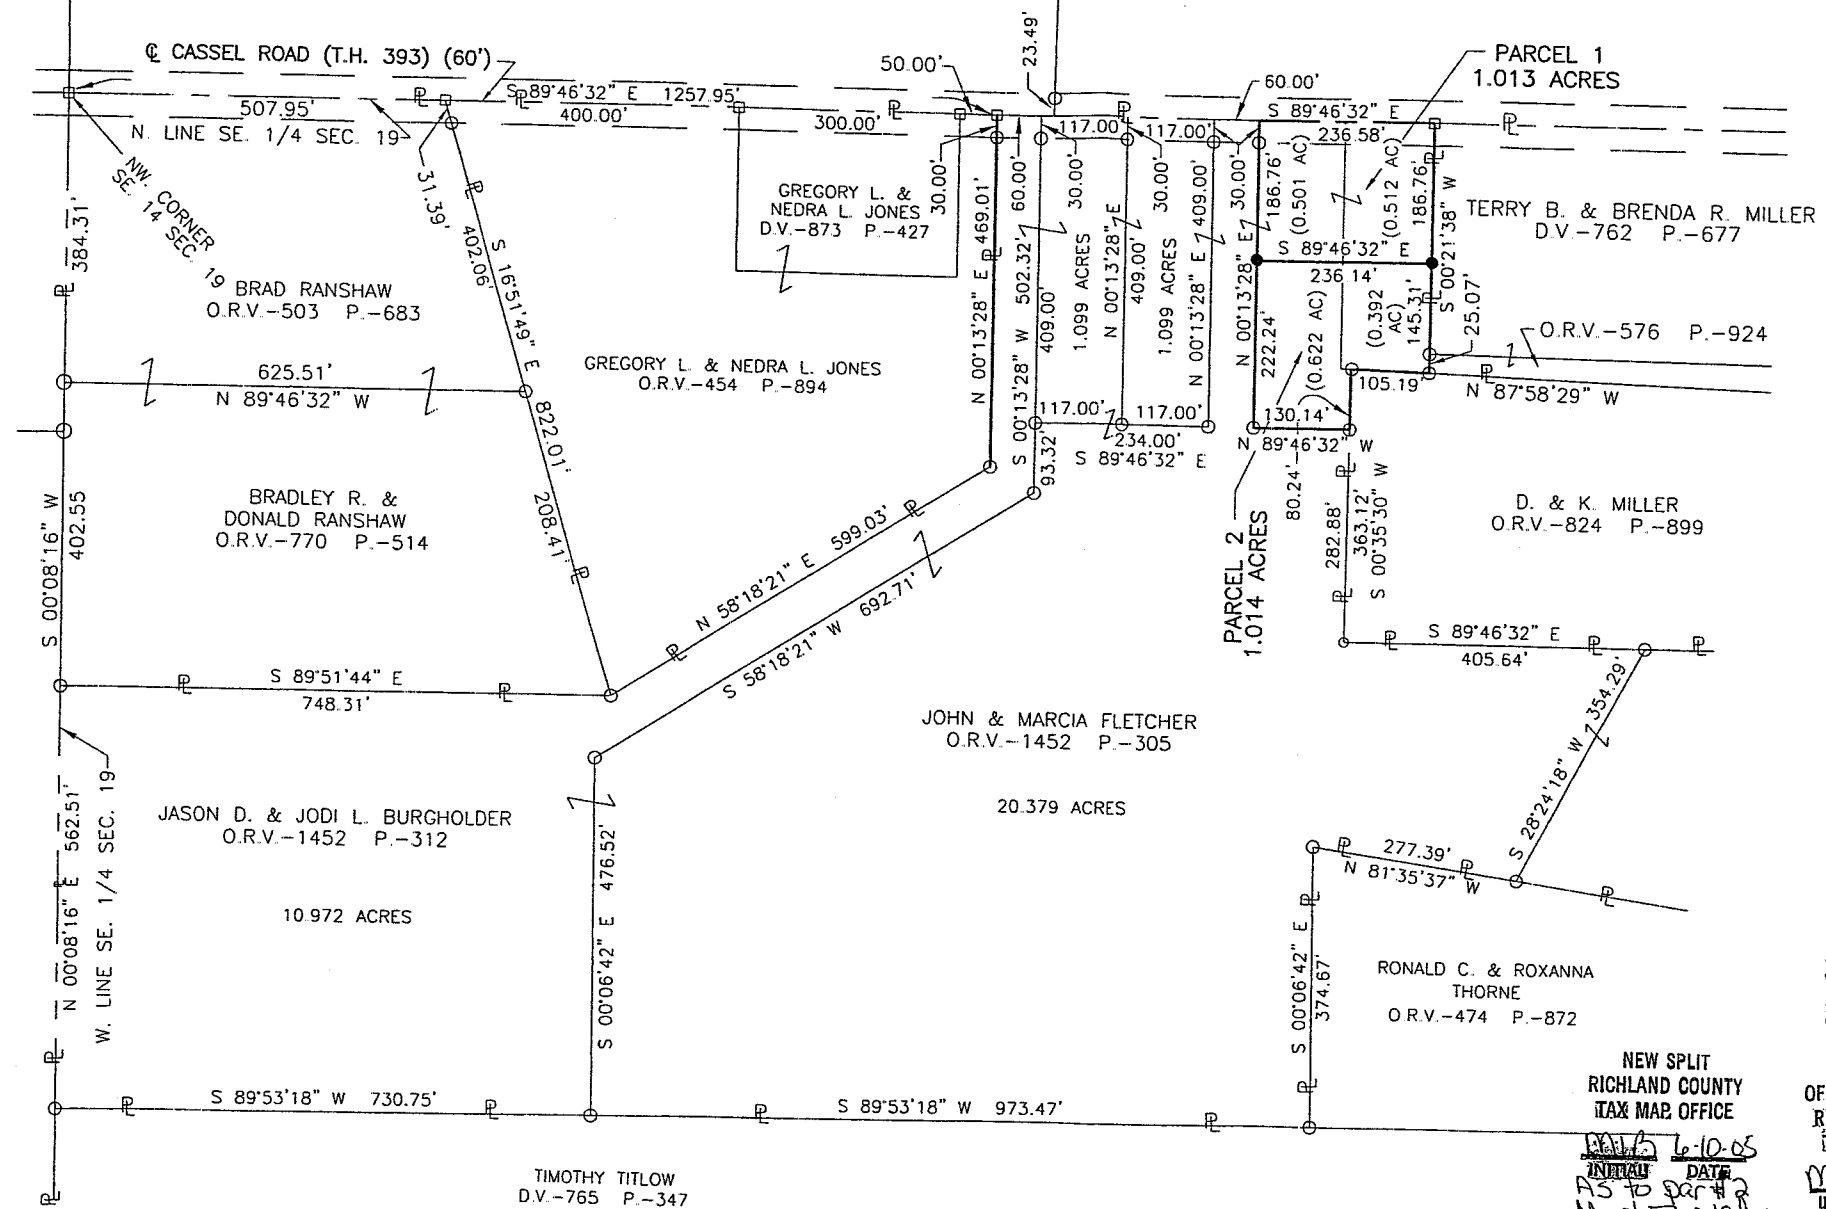 ℄ CASSEL ROAD (T.H. 393) (60')
507.95'
N. LINE SE. 1/4 SEC. 19
S 89°46'32" E 1257.95'
400.00'
300.00'
50.00'
23.49'
60.00'
PARCEL 1
1.013 ACRES
S 89°46'32" E
236.58'
117.00'
117.00'
NW. CORNER
SE. 14 SEC. 19
384.31'
31.39'
S 16°51'49" E
402.06'
822.01'
208.41'
BRAD RANSHAW
O.R.V.-503 P.-683
625.51'
N 89°46'32" W
GREGORY L. &
NEDRA L. JONES
D.V.-873 P.-427
30.00'
N 00°13'28" E 469.01'
60.00'
S 00°13'28" W 502.32'
30.00'
409.00'
1.099 ACRES
N 00°13'28" E
409.00'
30.00'
1.099 ACRES
N 00°13'28" E 409.00'
30.00'
N 00°13'28" E
186.76'
222.24'
(0.501 AC)
(0.512 AC)
186.76'
S 00°21'38" W
S 89°46'32" E
236.14'
(0.622 AC)
(0.392
AC)
145.31'
25.07'
TERRY B. & BRENDA R. MILLER
D.V.-762 P.-677
O.R.V.-576 P.-924
N 87°58'29" W
105.19'
130.14'
N 89°46'32" W
80.24'
GREGORY L. & NEDRA L. JONES
O.R.V.-454 P.-894
117.00'
117.00'
234.00'
S 89°46'32" E
93.32'
S 00°08'16" W
402.55
BRADLEY R. &
DONALD RANSHAW
O.R.V.-770 P.-514
N 58°18'21" E 599.03'
S 58°18'21" W 692.71'
PARCEL 2
1.014 ACRES
282.88'
363.12'
S 00°35'30" W
D. & K. MILLER
O.R.V.-824 P.-899
S 89°46'32" E
405.64'
S 89°51'44" E
748.31'
JOHN & MARCIA FLETCHER
O.R.V.-1452 P.-305
20.379 ACRES
S 28°24'18" W 354.29'
N 00°08'16" E 562.51'
W. LINE SE. 1/4 SEC. 19
JASON D. & JODI L. BURGHOLDER
O.R.V.-1452 P.-312
10.972 ACRES
S 00°06'42" E 476.52'
277.39'
N 81°35'37" W
S 00°06'42" E
374.67'
RONALD C. & ROXANNA
THORNE
O.R.V.-474 P.-872
S 89°53'18" W 730.75'
S 89°53'18" W 973.47'
TIMOTHY TITLOW
D.V.-765 P.-347
NEW SPLIT
RICHLAND COUNTY
TAX MAP OFFICE
MLB 6-10-05
INITIAL DATE
As to par #2